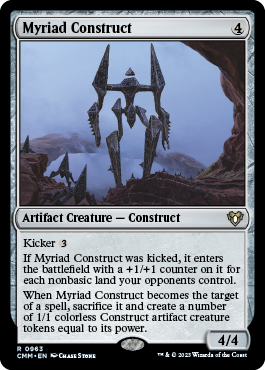 Myriad Construct 4
Artifact Creature — Construct
Kicker 3
If Myriad Construct was kicked, it enters
the battlefield with a +1/+1 counter on it for
each nonbasic land your opponents control.
When Myriad Construct becomes the target
of a spell, sacrifice it and create a number
of 1/1 colorless Construct artifact creature
tokens equal to its power.
4/4
R 0963
CMM • EN Chase Stone
™ & © 2023 Wizards of the Coast